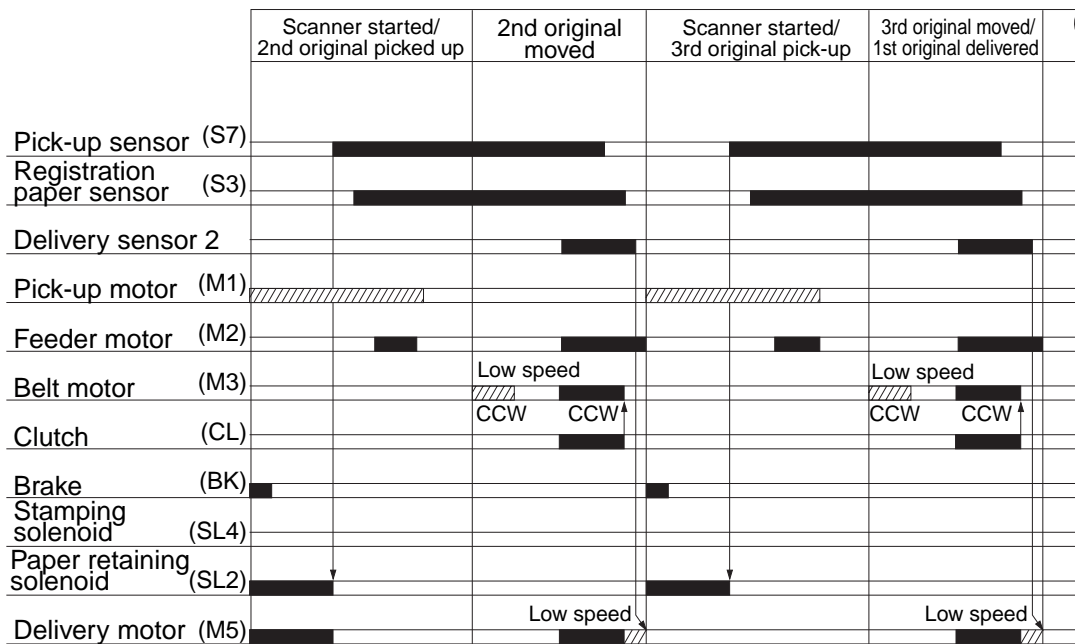 Scanner started/
2nd original picked up
2nd original
moved
Scanner started/
3rd original pick-up
3rd original moved/
1st original delivered
Pick-up sensor (S7)
Registration
paper sensor (S3)
Delivery sensor 2
Pick-up motor (M1)
Feeder motor (M2)
Low speed
Low speed
Belt motor (M3)
CCW
CCW
CCW
CCW
Clutch (CL)
Brake (BK)
Stamping
solenoid (SL4)
Paper retaining
solenoid (SL2)
Low speed
Low speed
Delivery motor (M5)